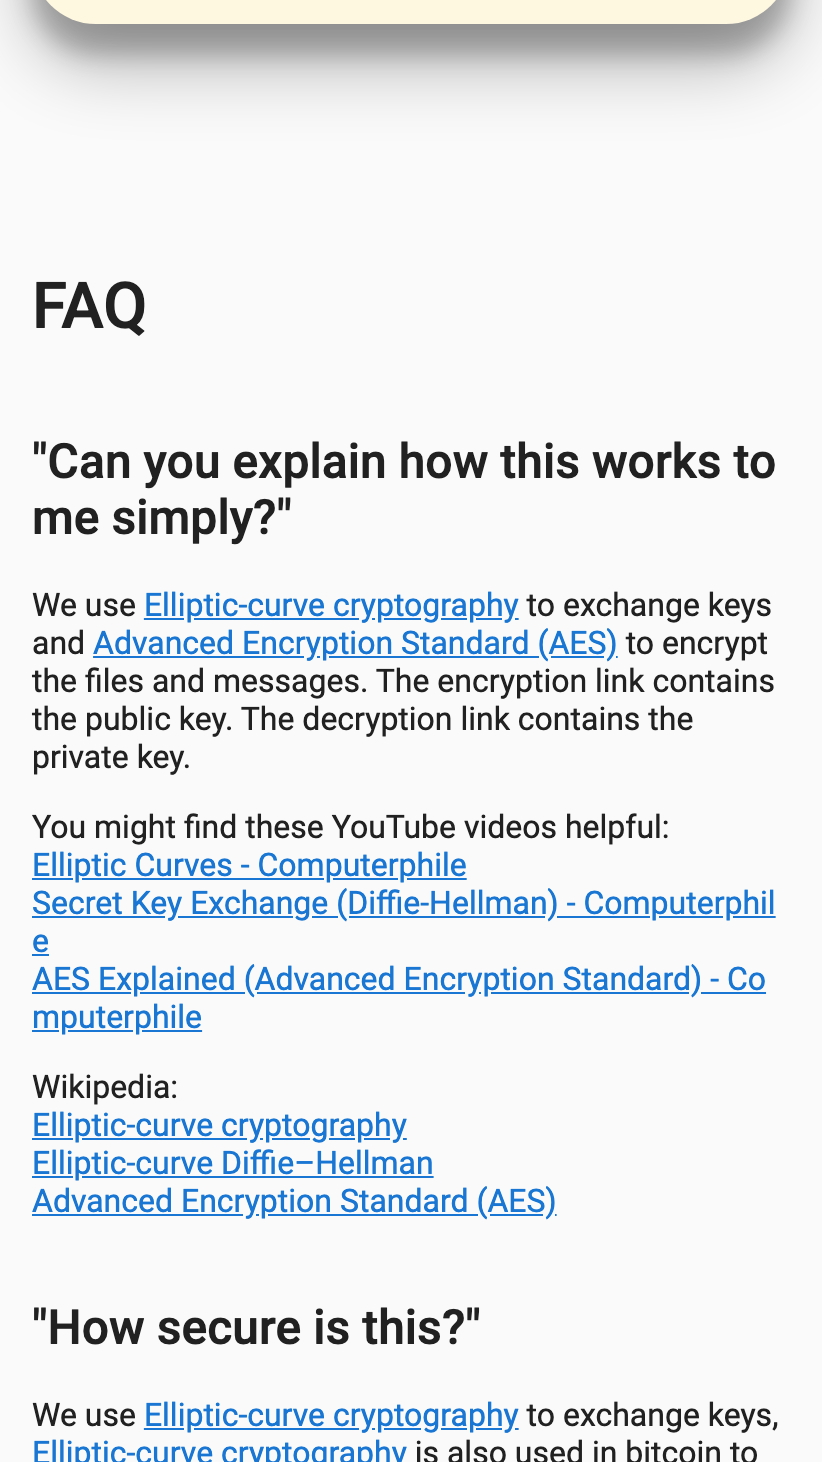 FAQ
"Can you explain how this works to
me simply?"
We use Elliptic-curve cryptography to exchange keys
and Advanced Encryption Standard (AES) to encrypt
the files and messages. The encryption link contains
the public key. The decryption link contains the
private key.
You might find these YouTube videos helpful:
Elliptic Curves - Computerphile
Secret Key Exchange (Diffie-Hellman) - Computerphil
e
AES Explained (Advanced Encryption Standard) - Co
mputerphile
Wikipedia:
Elliptic-curve cryptography
Elliptic-curve Diffie–Hellman
Advanced Encryption Standard (AES)
"How secure is this?"
We use Elliptic-curve cryptography to exchange keys,
Elliptic-curve cryptography is also used in bitcoin to